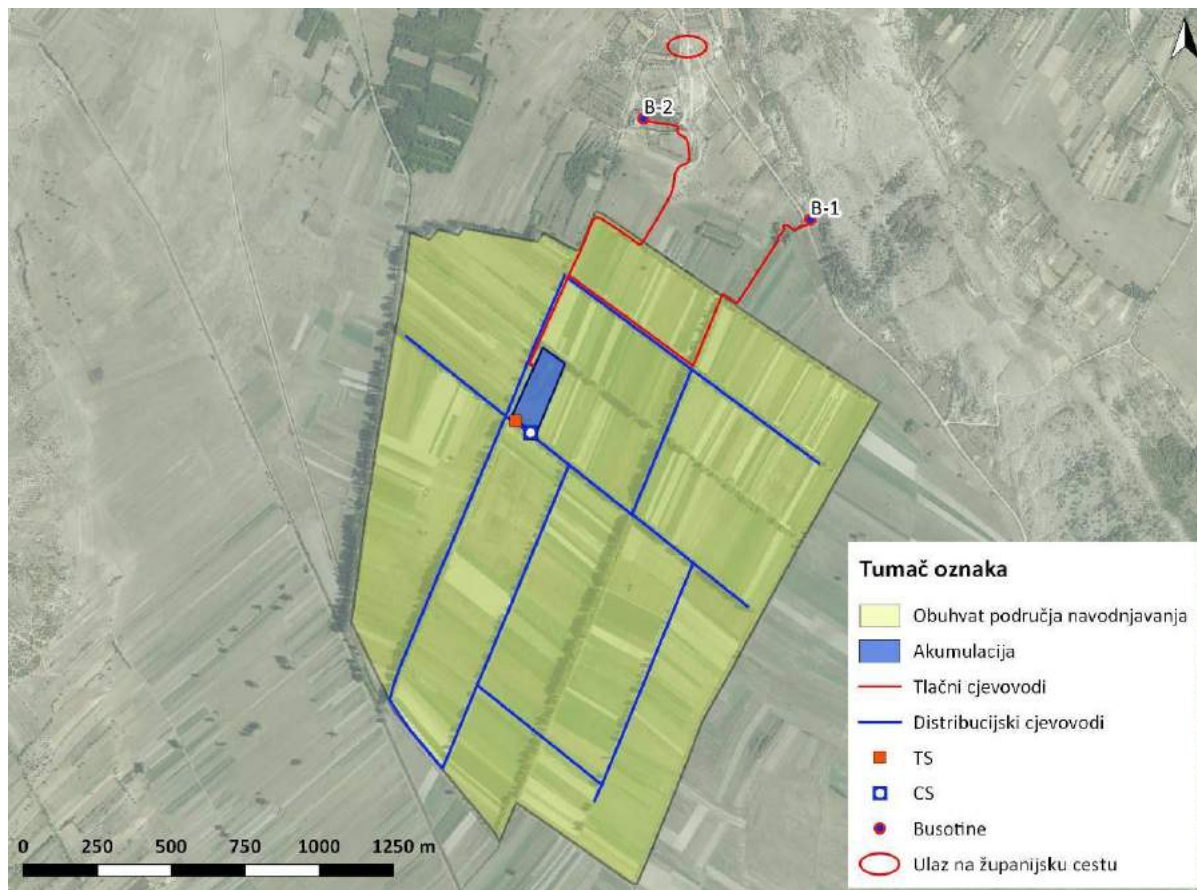 B-2
B-1
Tumač oznaka
Obuhvat područja navodnjavanja
Akumulacija
Tlačni cjevovodi
Distribucijski cjevovodi
TS
CS
Busotine
Ulaz na županijsku cestu
0 250 500 750 1000 1250 m